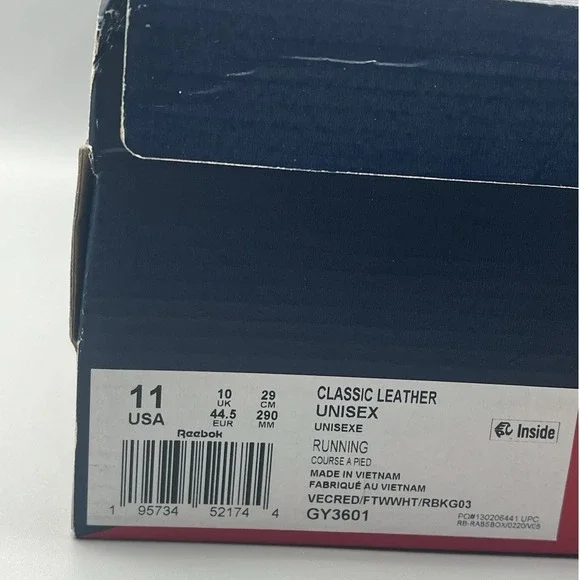 11
USA
10
UK
44.5
EUR
29
CM
290
MM
Reebok
1 95734 52174 4
CLASSIC LEATHER
UNISEX
UNISEXE
RUNNING
COURSE A PIED
MADE IN VIETNAM
FABRIQUÉ AU VIETNAM
VECRED/FTWWHT/RBKG03
GY3601
Inside
PO#130206441 UPC
RB-RABSBOX/0220/V05